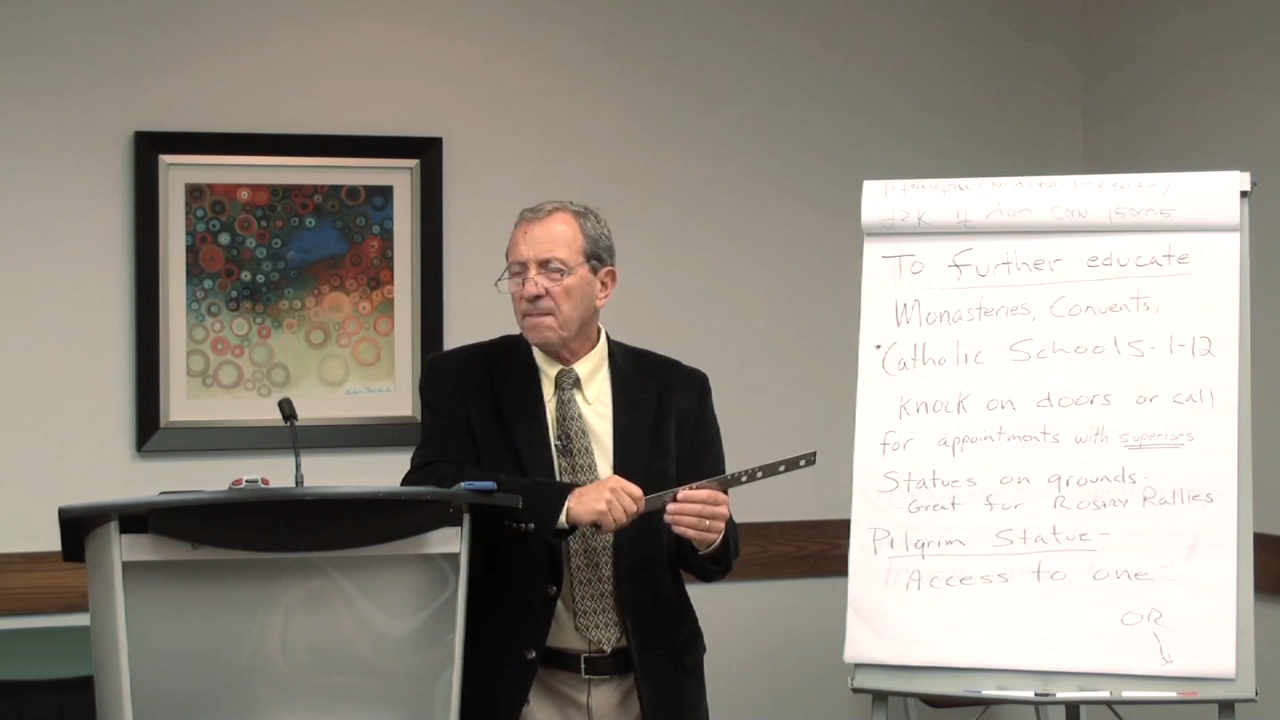 To further educate
Monasteries, Convents,
*Catholic Schools. 1-12
Knock on doors or call
for appointments with superiors
Statues on grounds.
Great for Rosary Rallies
Pilgrim Statue-
Access to one
OR